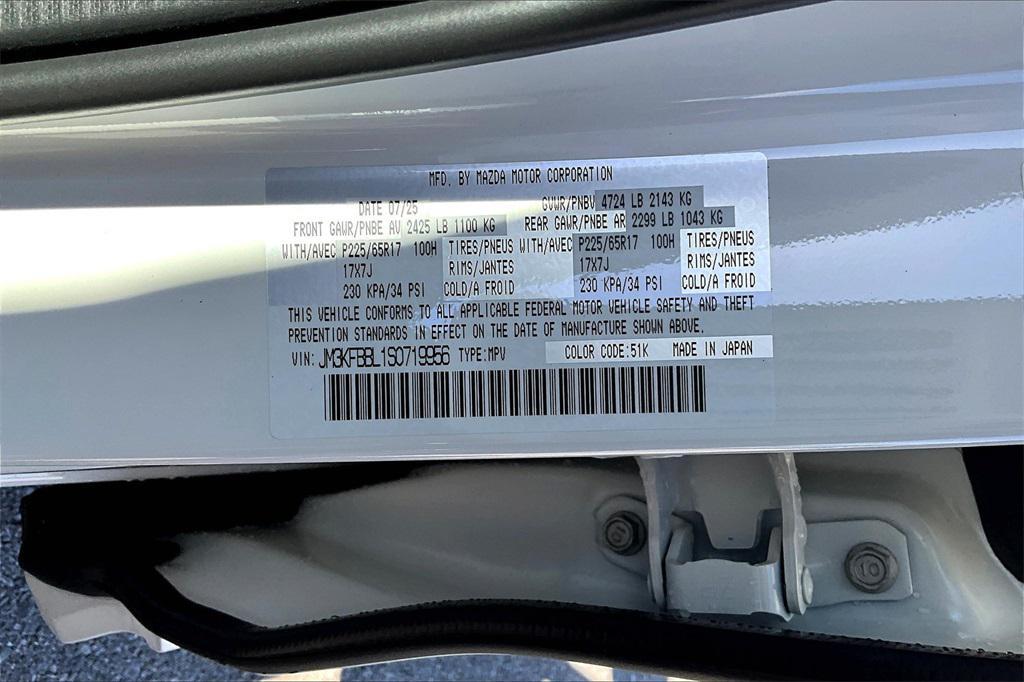 MFD. BY MAZDA MOTOR CORPORATION
DATE 07/25 GVWR/PNBV 4724 LB 2143 KG
FRONT GAWR/PNBE AV 2425 LB 1100 KG REAR GAWR/PNBE AR 2299 LB 1043 KG
WITH/AVEC P225/65R17 100H TIRES/PNEUS WITH/AVEC P225/65R17 100H TIRES/PNEUS
17X7J RIMS/JANTES 17X7J RIMS/JANTES
230 KPA/34 PSI COLD/A FROID 230 KPA/34 PSI COLD/A FROID
THIS VEHICLE CONFORMS TO ALL APPLICABLE FEDERAL MOTOR VEHICLE SAFETY AND THEFT
PREVENTION STANDARDS IN EFFECT ON THE DATE OF MANUFACTURE SHOWN ABOVE.
VIN: JM3KFBBL1S0719956 TYPE:MPV COLOR CODE:51K MADE IN JAPAN
10